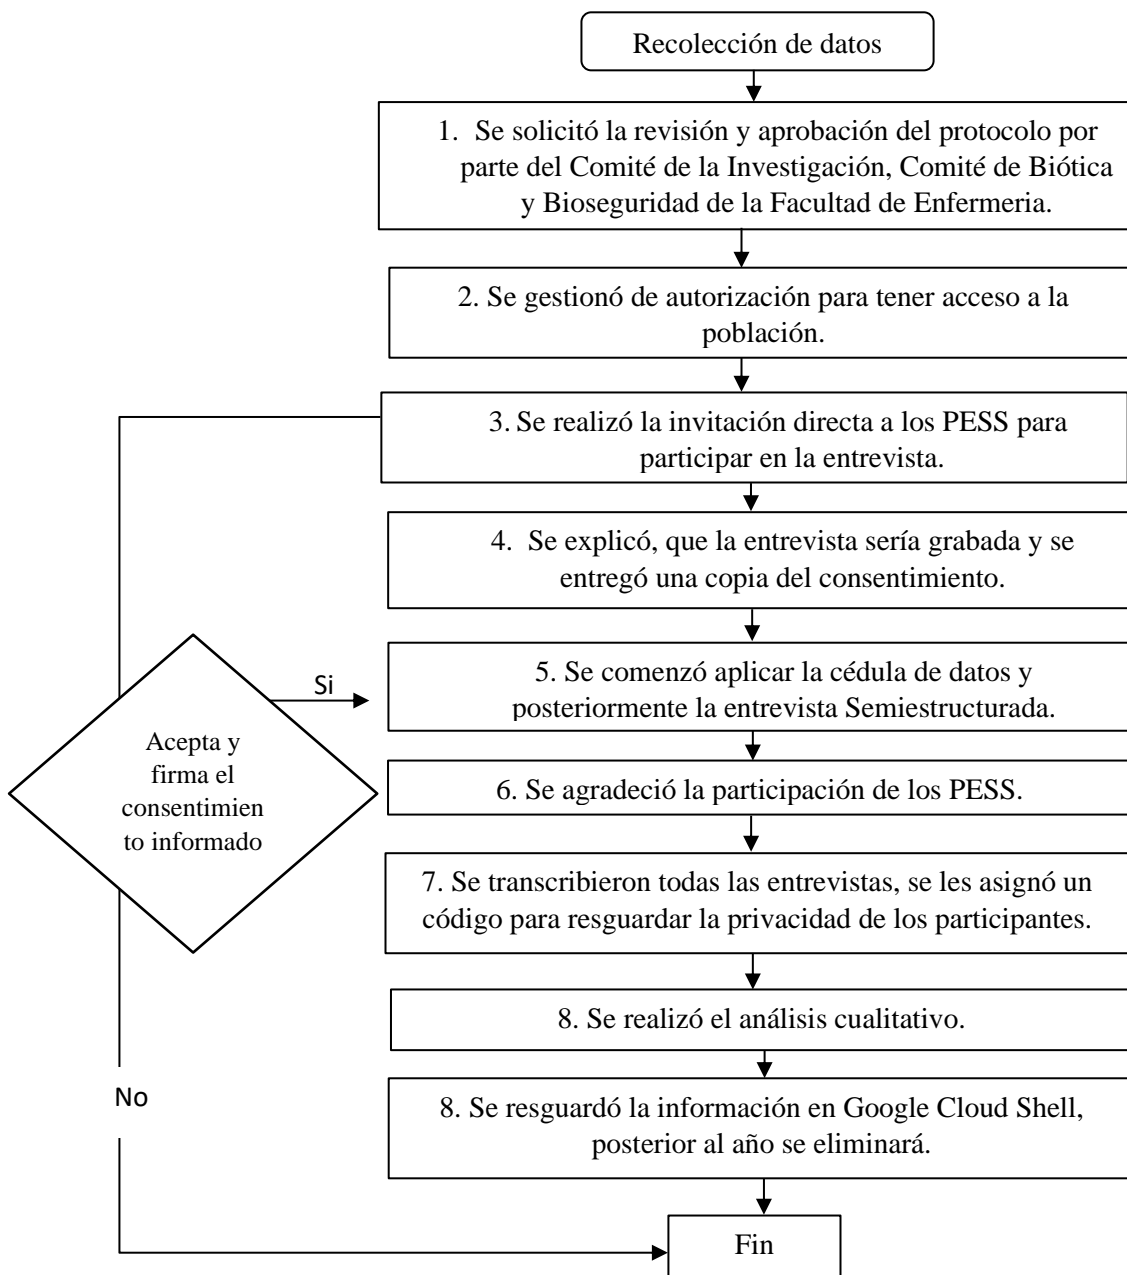 Recolección de datos
1. Se solicitó la revisión y aprobación del protocolo por
parte del Comité de la Investigación, Comité de Biótica
y Bioseguridad de la Facultad de Enfermeria.
2. Se gestionó de autorización para tener acceso a la
población.
3. Se realizó la invitación directa a los PESS para
participar en la entrevista.
4. Se explicó, que la entrevista sería grabada y se
entregó una copia del consentimiento.
Si
5. Se comenzó aplicar la cédula de datos y
posteriormente la entrevista Semiestructurada.
Acepta y
firma el
consentimien
to informado
6. Se agradeció la participación de los PESS.
7. Se transcribieron todas las entrevistas, se les asignó un
código para resguardar la privacidad de los participantes.
8. Se realizó el análisis cualitativo.
No
8. Se resguardó la información en Google Cloud Shell,
posterior al año se eliminará.
Fin